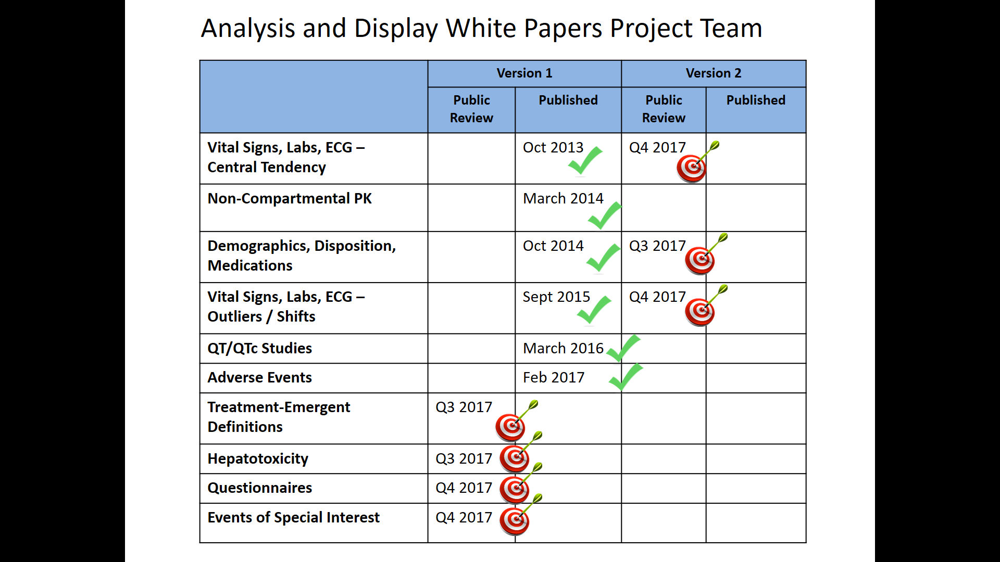 Analysis and Display White Papers Project Team
Version 1
Version 2
Public
Review
Published
Public
Review
Published
Vital Signs, Labs, ECG –
Central Tendency
Oct 2013
Q4 2017
Non-Compartmental PK
March 2014
Demographics, Disposition,
Medications
Oct 2014
Q3 2017
Vital Signs, Labs, ECG –
Outliers / Shifts
Sept 2015
Q4 2017
QT/QTc Studies
March 2016
Adverse Events
Feb 2017
Treatment-Emergent
Definitions
Q3 2017
Hepatotoxicity
Q3 2017
Questionnaires
Q4 2017
Events of Special Interest
Q4 2017